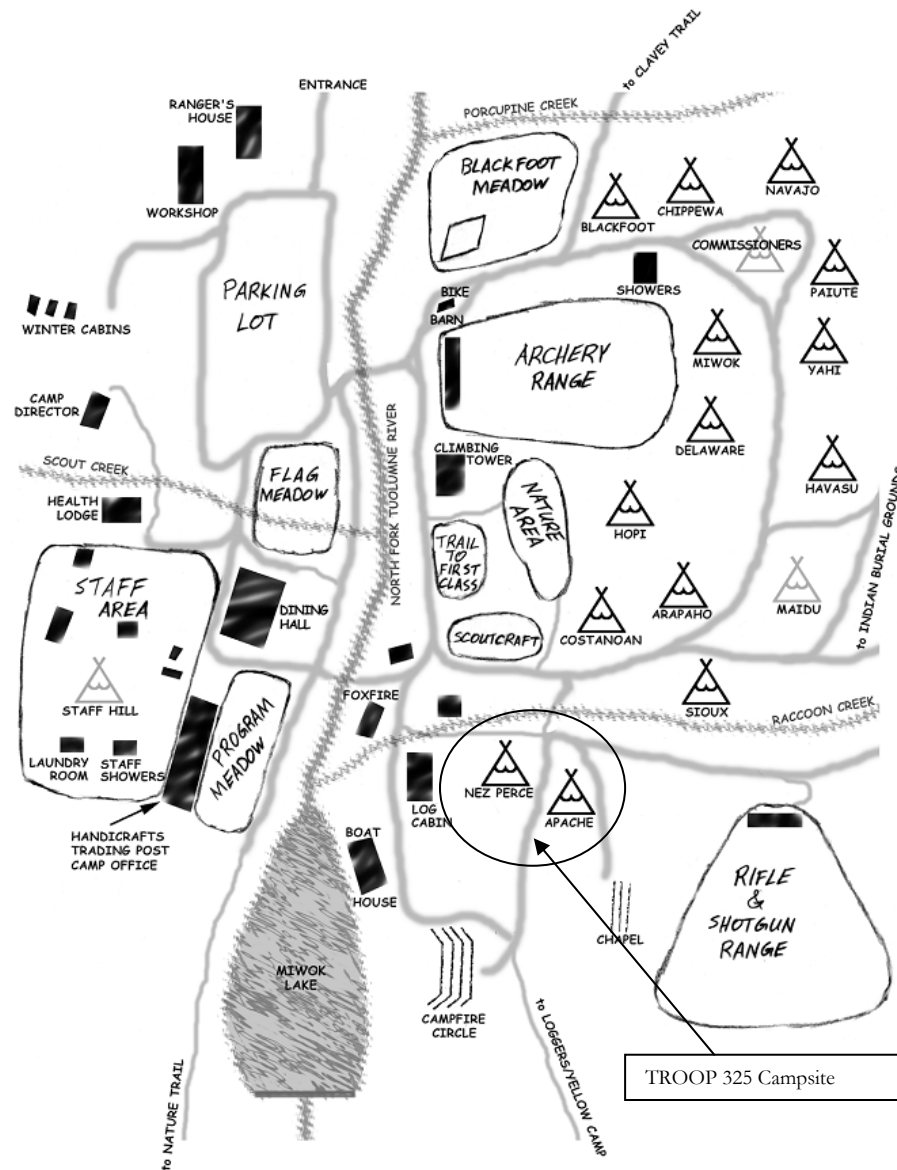 to CLAVEY TRAIL
ENTRANCE
RANGER'S
HOUSE
PORCUPINE CREEK
BLACKFOOT
MEADOW
NAVAJO
WORKSHOP
CHIPPEWA
BLACKFOOT
COMMISSIONERS
PARKING
LOT
BIKE
BARN
SHOWERS
PAIUTE
WINTER CABINS
ARCHERY
RANGE
MIWOK
YAHI
CAMP
DIRECTOR
NORTH FORK TUOLUMNE RIVER
CLIMBING
TOWER
DELAWARE
SCOUT CREEK
FLAG
MEADOW
HAVASU
HEALTH
LODGE
NATURE
AREA
HOPI
to INDIAN BURIAL GROUNDS
TRAIL
TO
FIRST
CLASS
STAFF
AREA
DINING
HALL
MAIDU
ARAPAHO
COSTANOAN
SCOUTCRAFT
STAFF HILL
FOXFIRE
SIOUX
RACCOON CREEK
PROGRAM
MEADOW
LAUNDRY
ROOM
STAFF
SHOWERS
NEZ PERCE
LOG
CABIN
APACHE
HANDICRAFTS
TRADING POST
CAMP OFFICE
BOAT
HOUSE
RIFLE
&
SHOTGUN
RANGE
CHAPEL
MIWOK
LAKE
CAMPFIRE
CIRCLE
to LOGGERS/YELLOW CAMP
TROOP 325 Campsite
to NATURE TRAIL